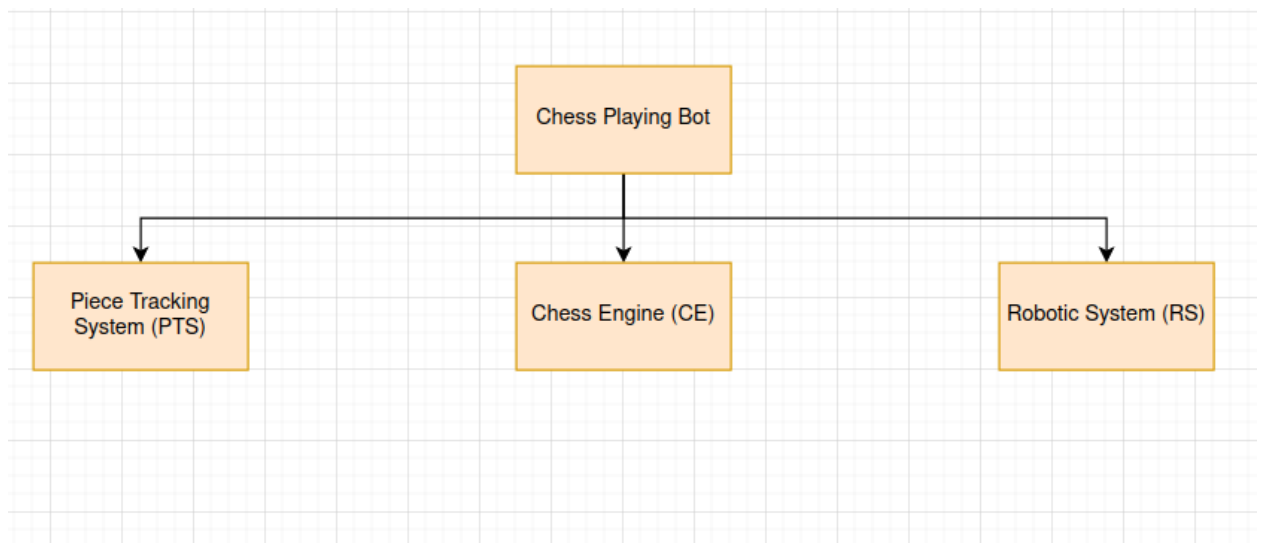 Chess Playing Bot
Piece Tracking
System (PTS)
Chess Engine (CE)
Robotic System (RS)